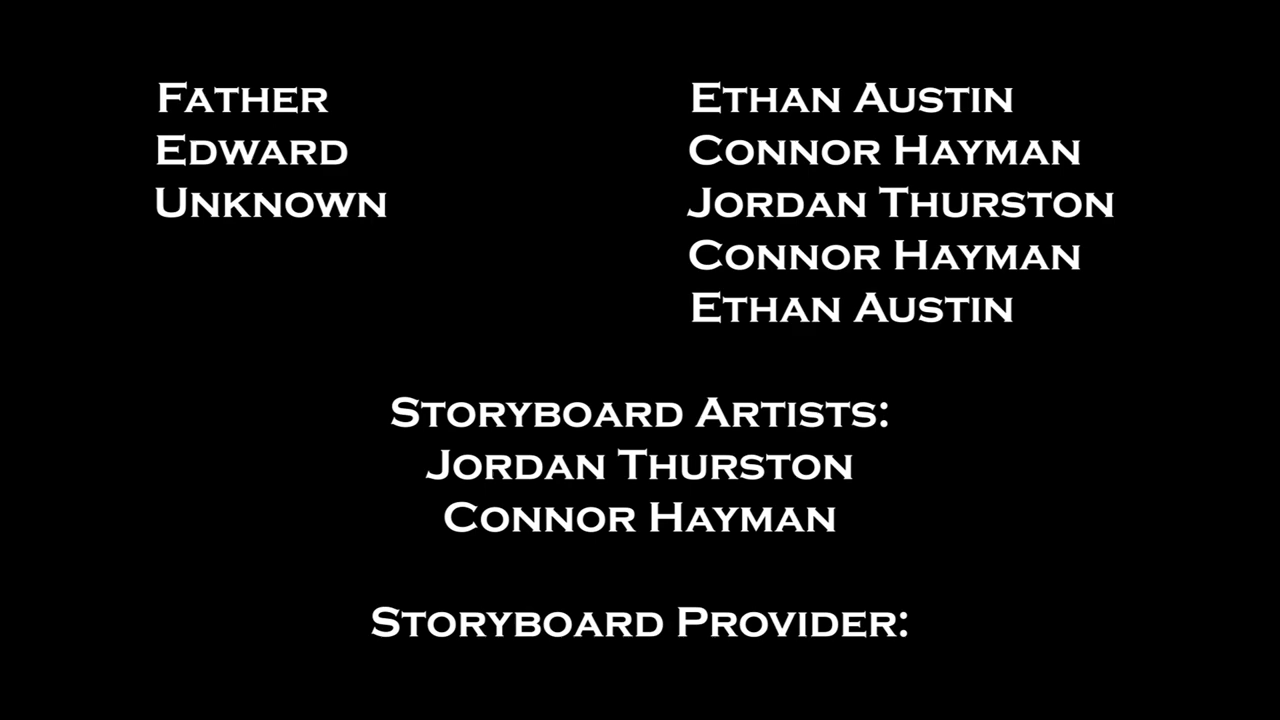 Father Ethan Austin
Edward Connor Hayman
Unknown Jordan Thurston
Connor Hayman
Ethan Austin
Storyboard Artists:
Jordan Thurston
Connor Hayman
Storyboard Provider: